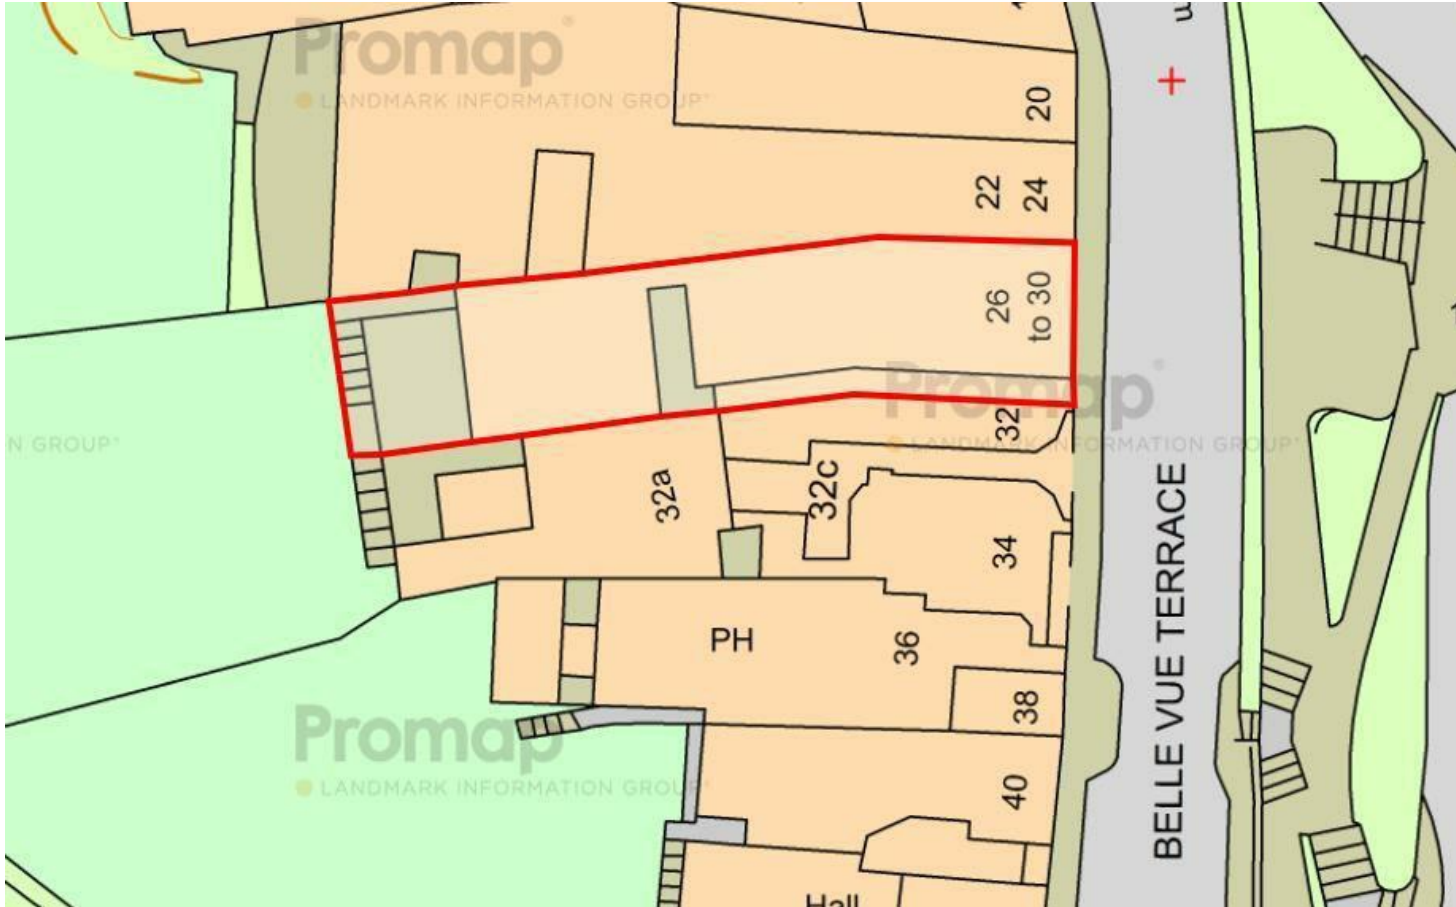 Promap®
LANDMARK INFORMATION GROUP®
20
22
24
26
to 30
Promap®
LANDMARK INFORMATION GROUP®
N GROUP®
32
32a
32c
34
PH
36
38
Promap
LANDMARK INFORMATION GROUP®
40
Hall
BELLE VUE TERRACE